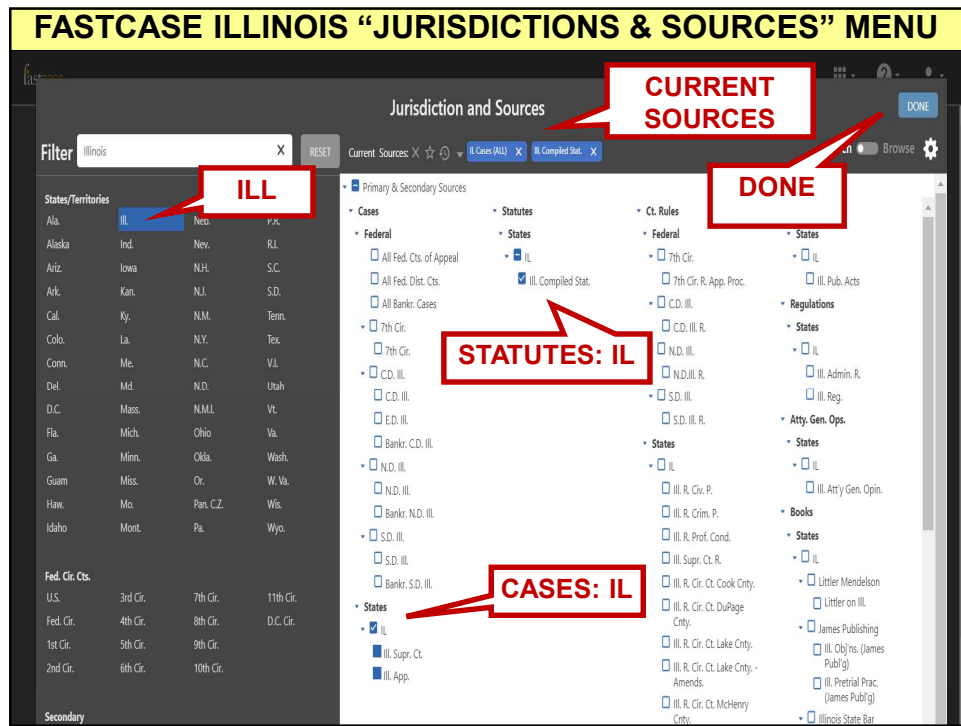 FASTCASE ILLINOIS “JURISDICTIONS & SOURCES” MENU
Jurisdiction and Sources
CURRENT
SOURCES
DONE
Filter Illinois X RESET
Current Sources: IL Cases (ALL) X Ill. Compiled Stat. X
Browse
ILL
DONE
States/Territories
Ala. Ill. Neb. P.R.
Alaska Ind. Nev. R.I.
Ariz. Iowa N.H. S.C.
Ark. Kan. N.J. S.D.
Cal. Ky. N.M. Tenn.
Colo. La. N.Y. Tex.
Conn. Me. N.C. V.I.
Del. Md. N.D. Utah
D.C. Mass. N.M.I. Vt.
Fla. Mich. Ohio Va.
Ga. Minn. Okla. Wash.
Guam Miss. Or. W. Va.
Haw. Mo. Pan. C.Z. Wis.
Idaho Mont. Pa. Wyo.
Fed. Cir. Cts.
U.S. 3rd Cir. 7th Cir. 11th Cir.
Fed. Cir. 4th Cir. 8th Cir. D.C. Cir.
1st Cir. 5th Cir. 9th Cir.
2nd Cir. 6th Cir. 10th Cir.
Secondary
Primary & Secondary Sources
Cases
Federal
All Fed. Cts. of Appeal
All Fed. Dist. Cts.
All Bankr. Cases
7th Cir.
7th Cir.
C.D. Ill.
C.D. Ill.
E.D. Ill.
Bankr. C.D. Ill.
N.D. Ill.
N.D. Ill.
Bankr. N.D. Ill.
S.D. Ill.
S.D. Ill.
Bankr. S.D. Ill.
States
IL
Ill. Supr. Ct.
Ill. App.
CASES: IL
Statutes
States
IL
Ill. Compiled Stat.
STATUTES: IL
Ct. Rules
Federal
7th Cir.
7th Cir. R. App. Proc.
C.D. Ill.
C.D. Ill. R.
N.D. Ill.
N.D.Ill. R.
S.D. Ill.
S.D. Ill. R.
States
IL
Ill. R. Civ. P.
Ill. R. Crim. P.
Ill. R. Prof. Cond.
Ill. Supr. Ct. R.
Ill. R. Cir. Ct. Cook Cnty.
Ill. R. Cir. Ct. DuPage
Cnty.
Ill. R. Cir. Ct. Lake Cnty.
Ill. R. Cir. Ct. Lake Cnty. -
Amends.
Ill. R. Cir. Ct. McHenry
Cnty.
States
IL
Ill. Pub. Acts
Regulations
States
IL
Ill. Admin. R.
Ill. Reg.
Atty. Gen. Ops.
States
IL
Ill. Att'y Gen. Opin.
Books
States
IL
Littler Mendelson
Littler on Ill.
James Publishing
Ill. Obj'ns. (James
Publ'g)
Ill. Pretrial Prac.
(James Publ'g)
Illinois State Bar